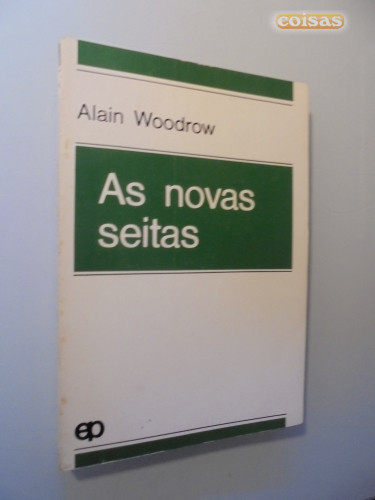 coisas
Alain Woodrow
As novas
seitas
ep